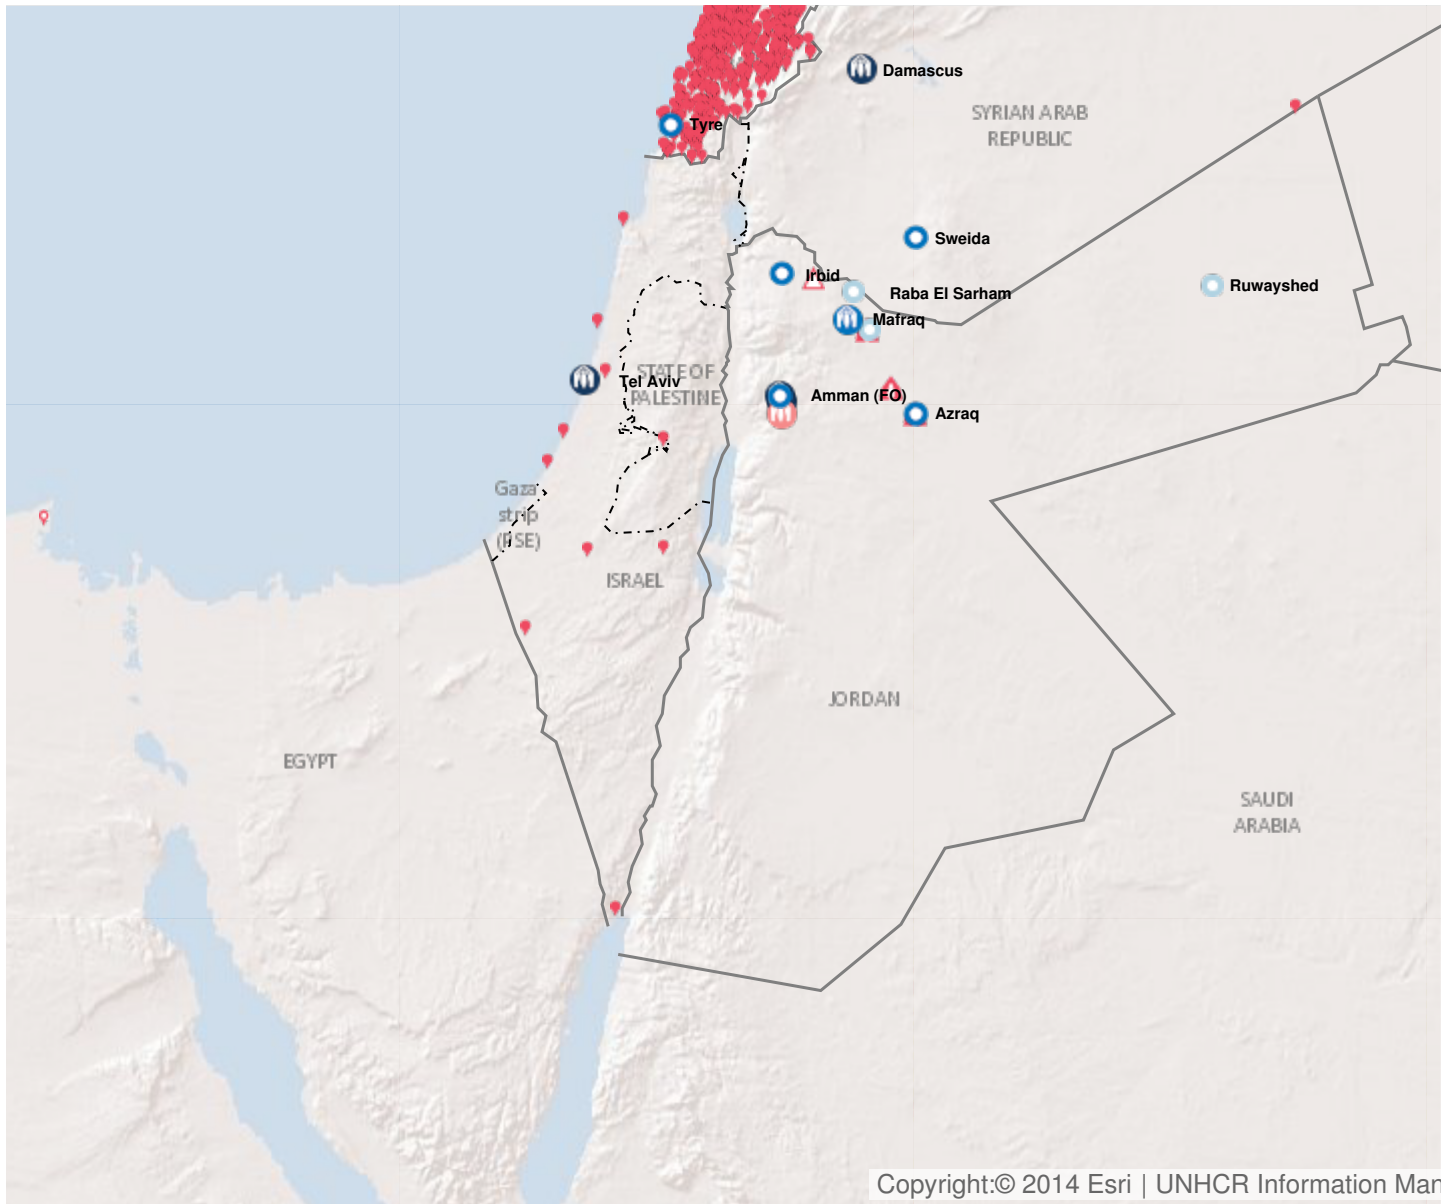 Damascus
SYRIAN ARAB
REPUBLIC
Tyre
Sweida
Irbid
Raba El Sarham
Ruwayshed
Mafraq
STATE OF
PALESTINE
Tel Aviv
Amman (FO)
Azraq
Gaza
strip
(PSE)
ISRAEL
JORDAN
EGYPT
SAUDI
ARABIA
Copyright:© 2014 Esri | UNHCR Information Man